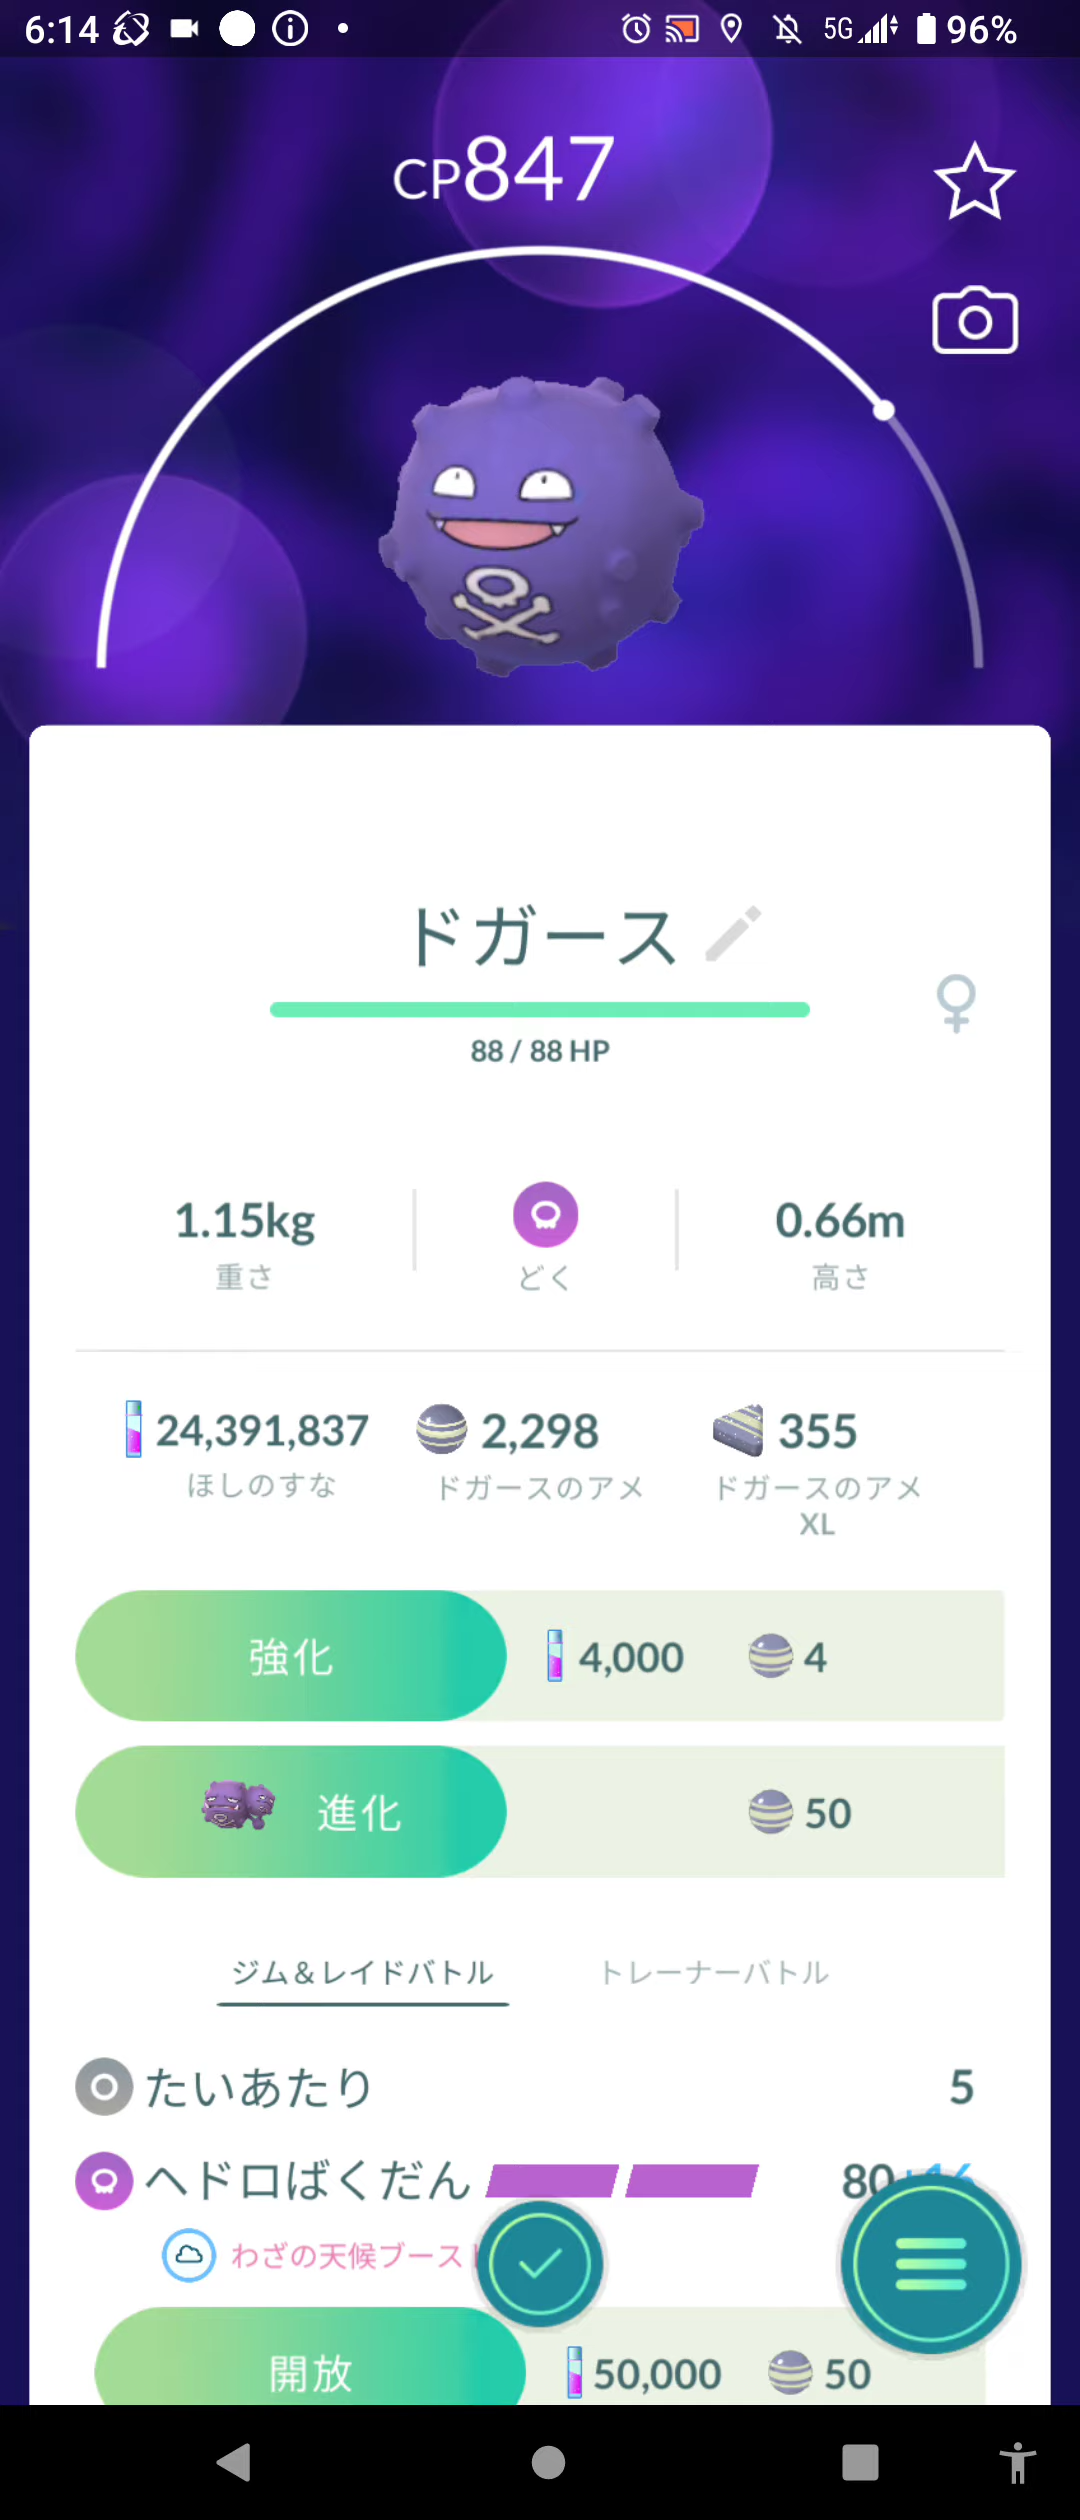 6:14
5G
96%
CP847
ドガース
88 / 88 HP
1.15kg
どく
0.66m
重さ
高さ
24,391,837
2,298
355
ほしのすな
ドガースのアメ
ドガースのアメ
XL
強化
4,000
4
進化
50
ジム＆レイドバトル
トレーナーバトル
たいあたり
5
ヘドロばくだん
80
わざの天候ブース
開放
50,000
50